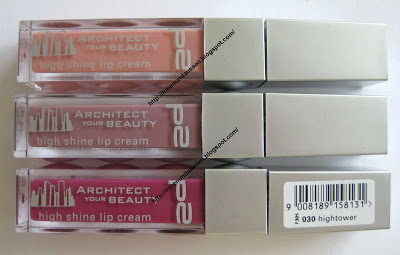 ARCHITECT
YOUR BEAUTY
high shine lip cream
p2
ARCHITECT
YOUR BEAUTY
high shine lip cream
p2
ARCHITECT
YOUR BEAUTY
high shine lip cream
p2
9 008189 158131
030 hightower